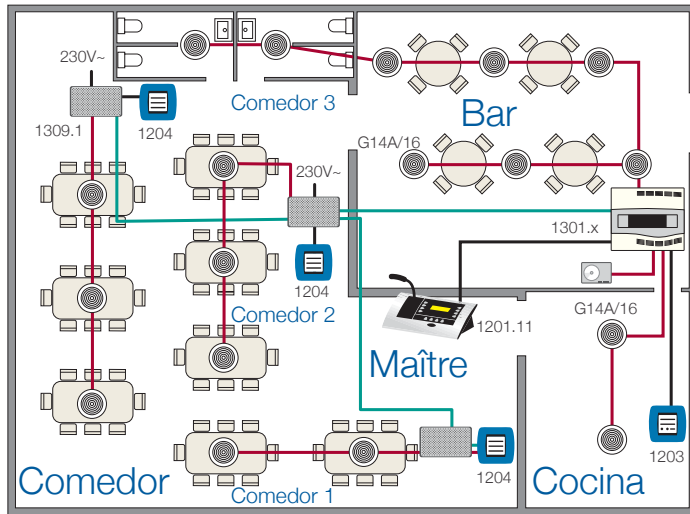 230V~
1309.1
1204
Comedor 3
Bar
G14A/16
230V~
1301.x
1204
Comedor 2
1201.11
Maître
G14A/16
1203
1204
Comedor
Comedor 1
Cocina